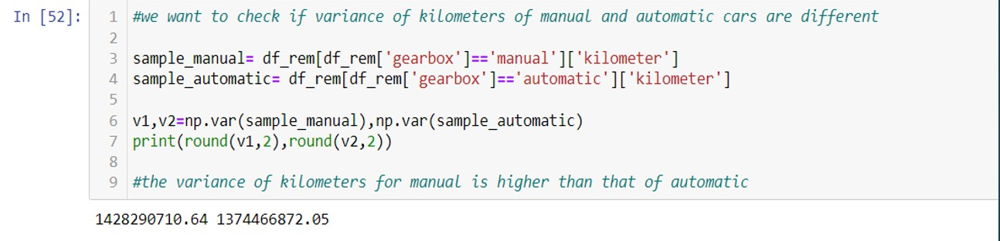 In [52]:
1 #we want to check if variance of kilometers of manual and automatic cars are different
2
3 sample_manual= df_rem[df_rem['gearbox']=='manual']['kilometer']
4 sample_automatic= df_rem[df_rem['gearbox']=='automatic']['kilometer']
5
6 v1,v2=np.var(sample_manual),np.var(sample_automatic)
7 print(round(v1,2),round(v2,2))
8
9 #the variance of kilometers for manual is higher than that of automatic
1428290710.64 1374466872.05